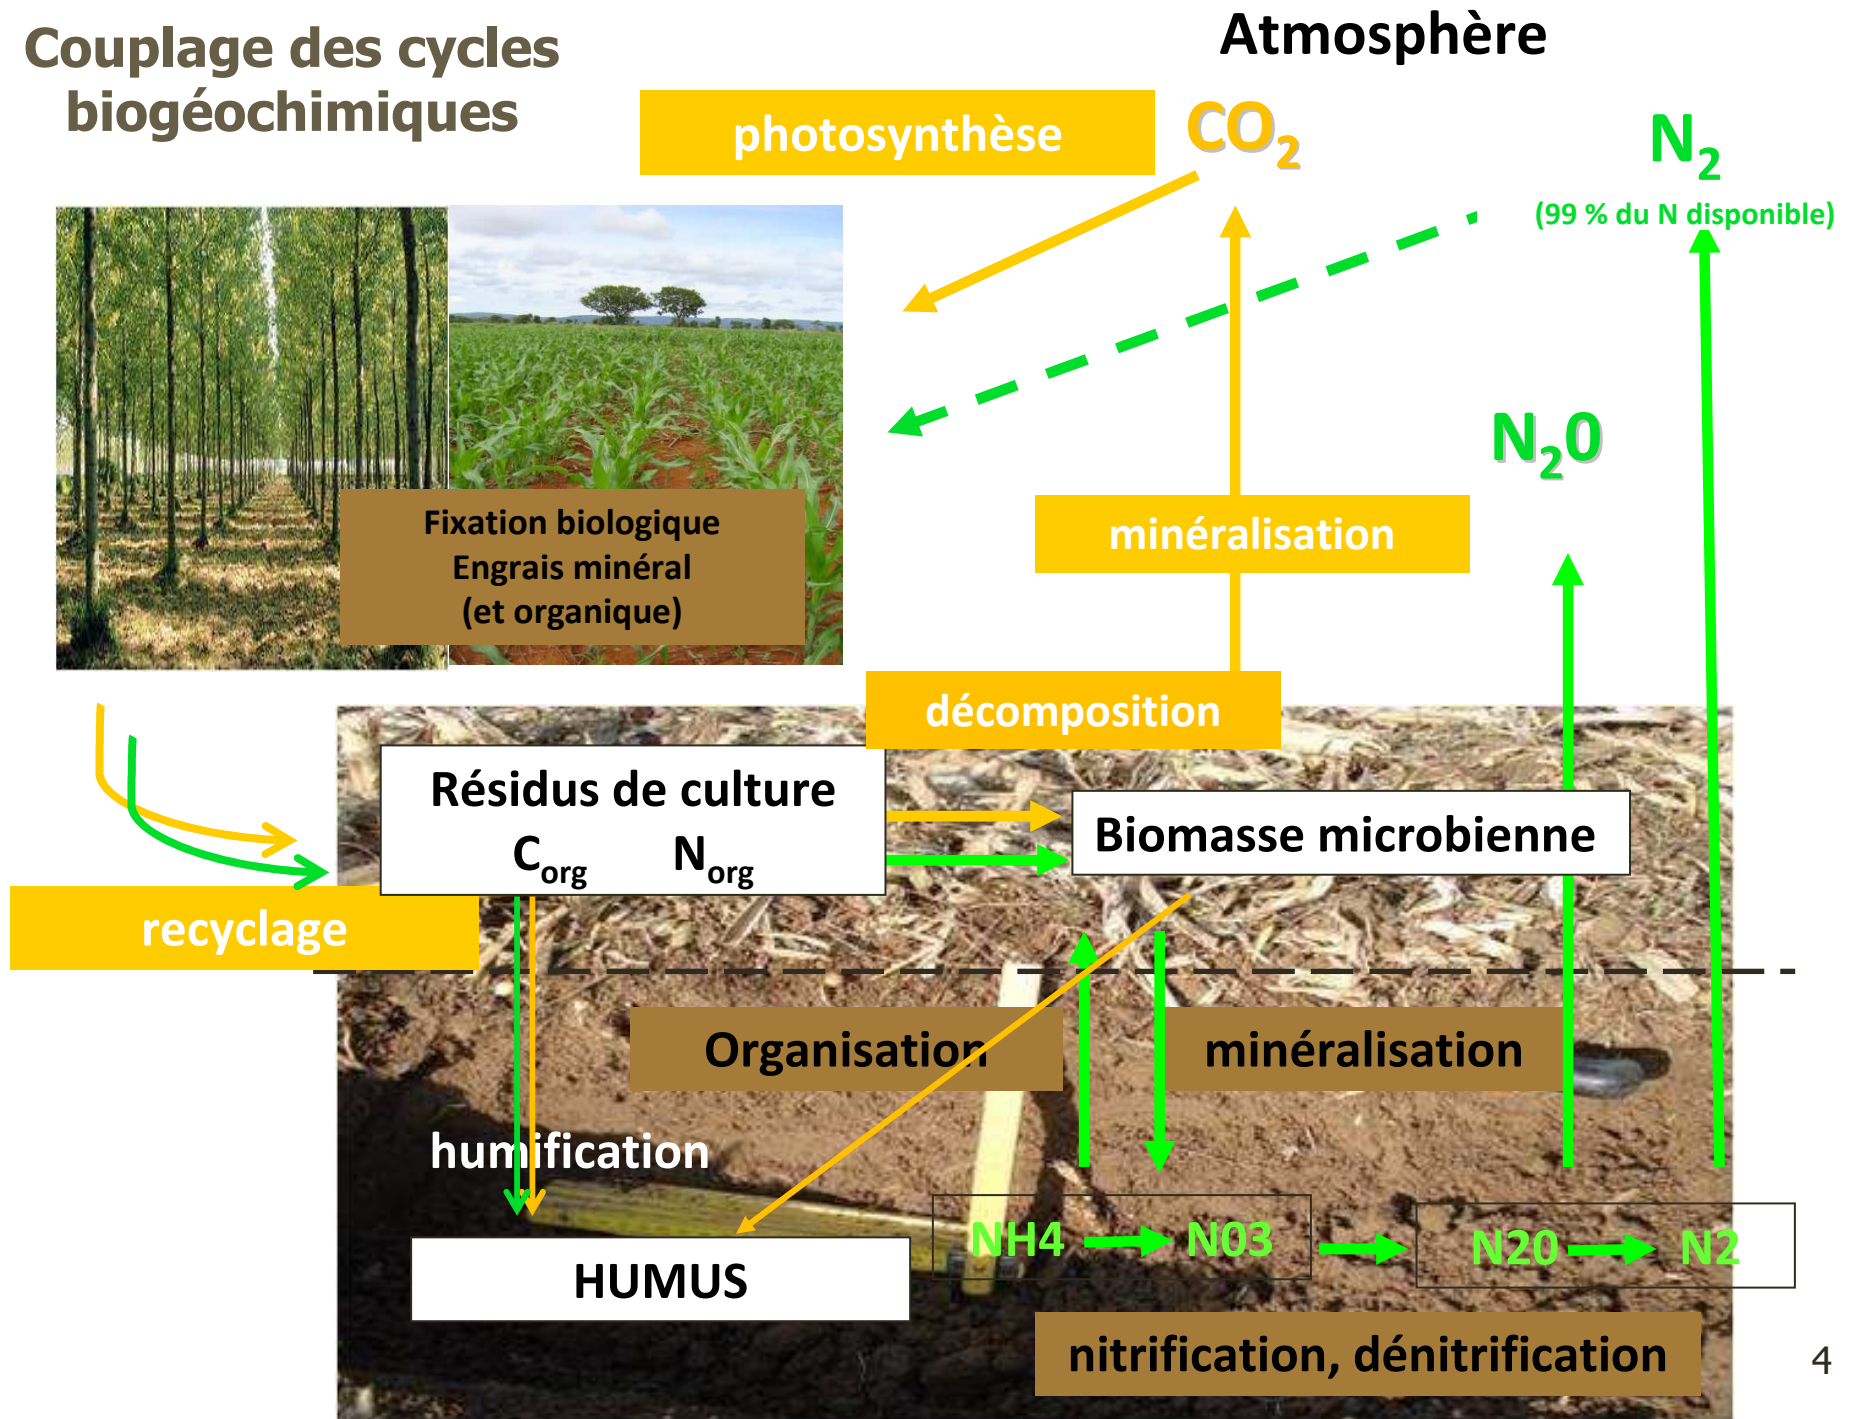 Couplage des cycles
biogéochimiques
Atmosphère
photosynthèse
CO2
N2
(99 % du N disponible)
N20
Fixation biologique
Engrais minéral
(et organique)
minéralisation
décomposition
Résidus de culture
Corg Norg
Biomasse microbienne
recyclage
Organisation
minéralisation
humification
NH4 N03
N20 N2
HUMUS
nitrification, dénitrification
4